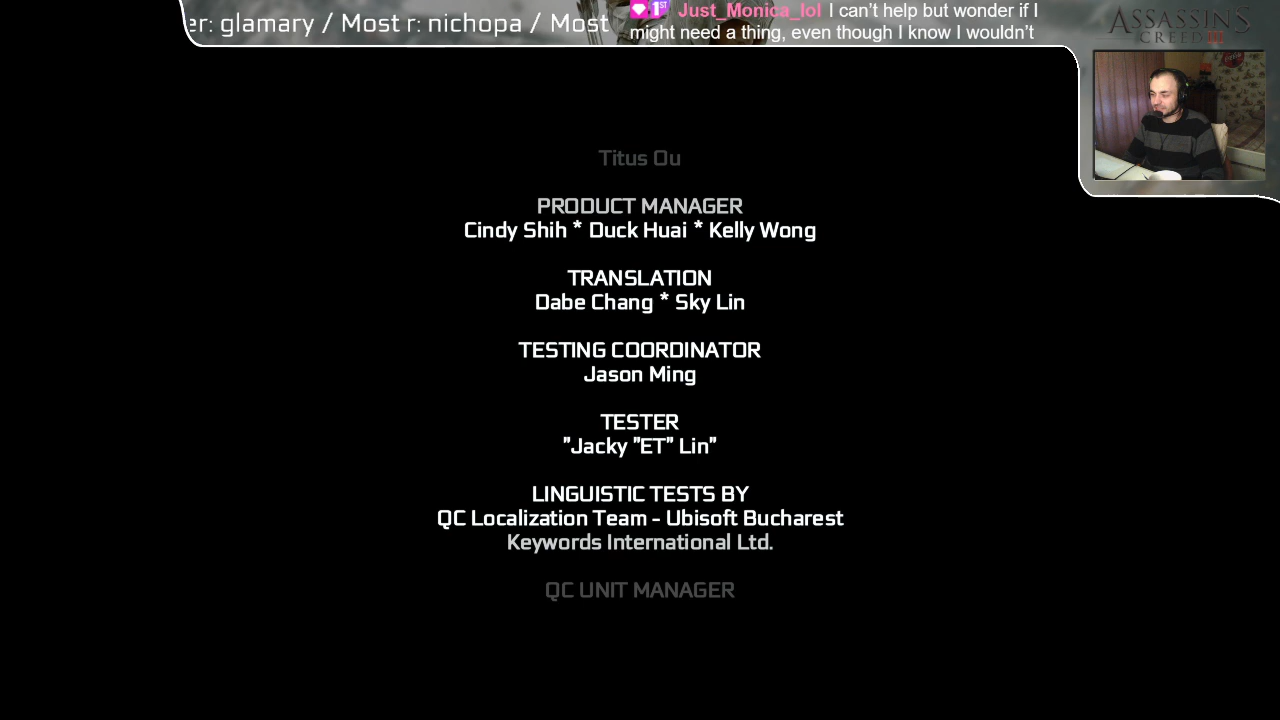 er: glamary / Most r: nichopa / Most
1ST Just_Monica_lol I can't help but wonder if I
might need a thing, even though I know I wouldn't
ASSASSIN'S
CREED III
Titus Ou
PRODUCT MANAGER
Cindy Shih * Duck Huai * Kelly Wong
TRANSLATION
Dabe Chang * Sky Lin
TESTING COORDINATOR
Jason Ming
TESTER
"Jacky "ET" Lin"
LINGUISTIC TESTS BY
QC Localization Team - Ubisoft Bucharest
Keywords International Ltd.
QC UNIT MANAGER